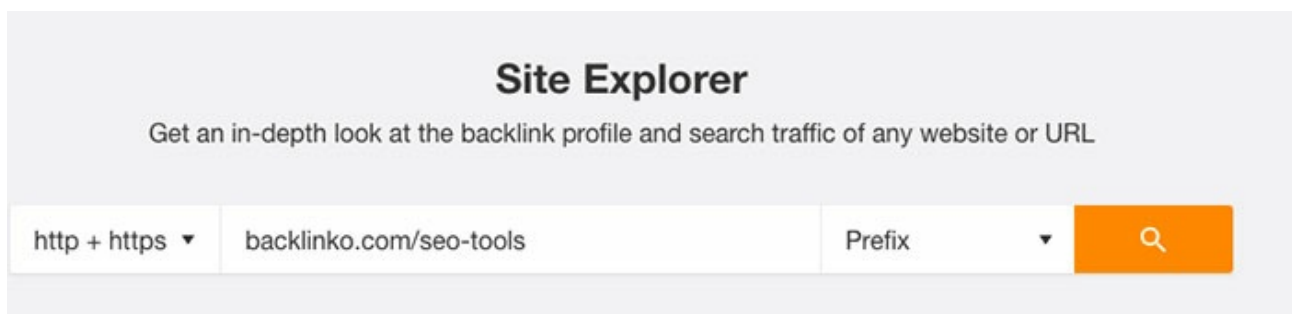 Site Explorer
Get an in-depth look at the backlink profile and search traffic of any website or URL
http + https backlinko.com/seo-tools Prefix